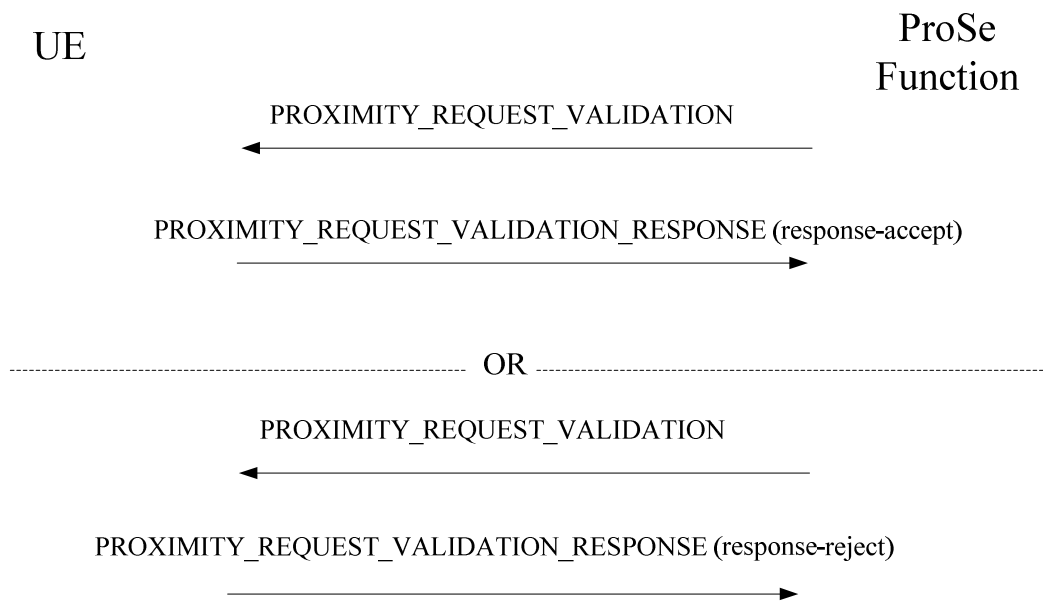 UE
ProSe
Function
PROXIMITY_REQUEST_VALIDATION
PROXIMITY_REQUEST_VALIDATION_RESPONSE (response-accept)
OR
PROXIMITY_REQUEST_VALIDATION
PROXIMITY_REQUEST_VALIDATION_RESPONSE (response-reject)